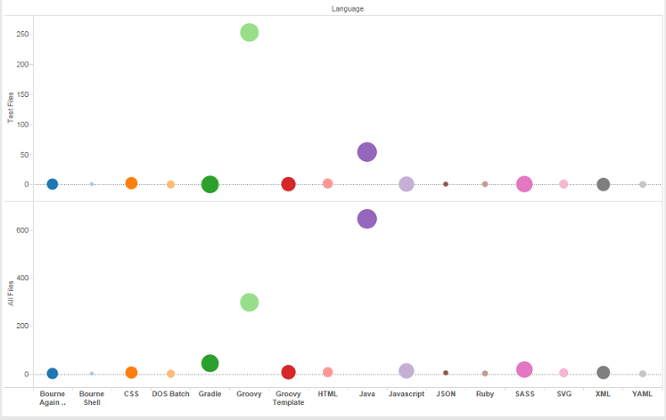 Language
250
200
150
100
50
0
Test Files
600
400
200
0
All Files
Bourne Again .. Bourne Shell CSS DOS Batch Gradle Groovy Groovy Template HTML Java Javascript JSON Ruby SASS SVG XML YAML